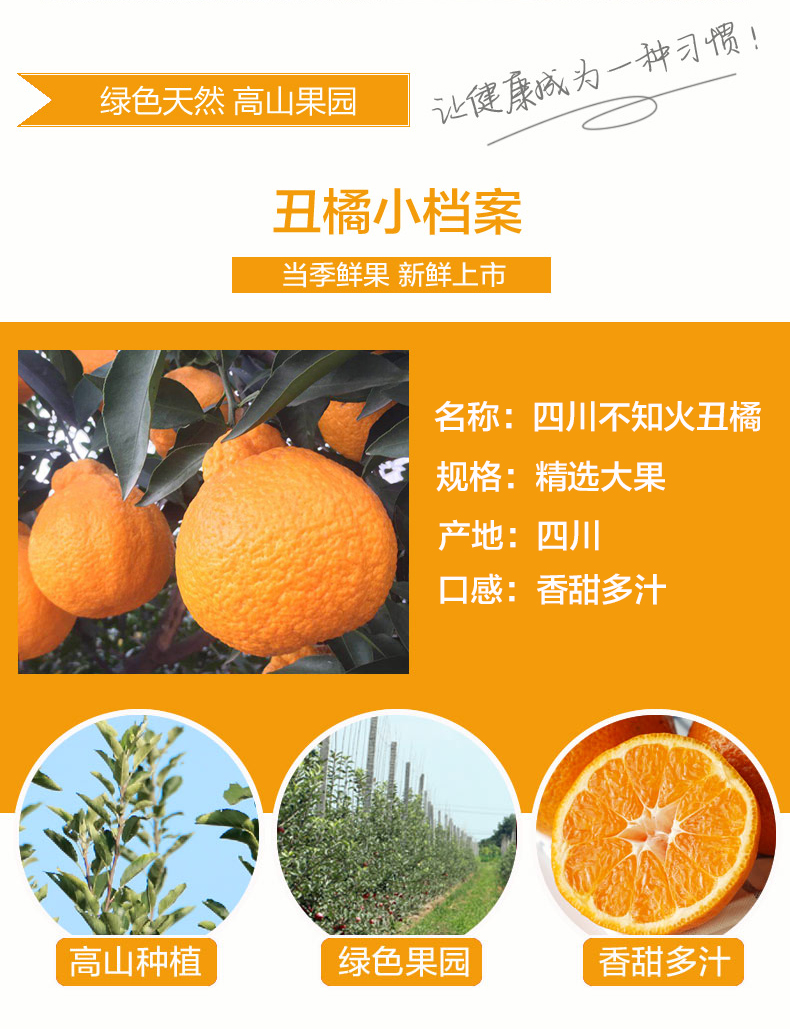 绿色天然 高山果园
让健康成为一种习惯!
丑橘小档案
当季鲜果 新鲜上市
名称：四川不知火丑橘
规格：精选大果
产地：四川
口感：香甜多汁
高山种植
绿色果园
香甜多汁